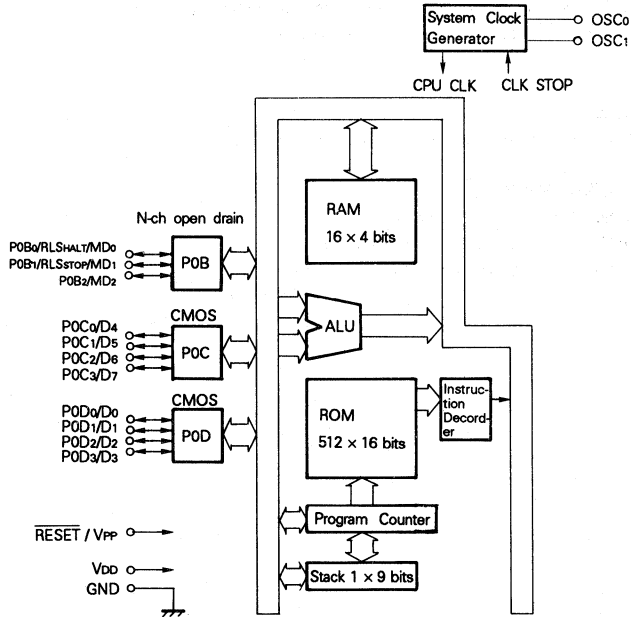 System Clock
Generator
OSC0
OSC1
CPU CLK
CLK STOP
RAM
16 × 4 bits
N-ch open drain
P0B0/RLSHALT/MD0
P0B1/RLSSTOP/MD1
P0B2/MD2
P0B
ALU
CMOS
P0C0/D4
P0C1/D5
P0C2/D6
P0C3/D7
P0C
CMOS
P0D0/D0
P0D1/D1
P0D2/D2
P0D3/D3
P0D
ROM
512 × 16 bits
Instruc-
tion
Decord-
er
Program Counter
RESET / VPP
VDD
GND
Stack 1 × 9 bits